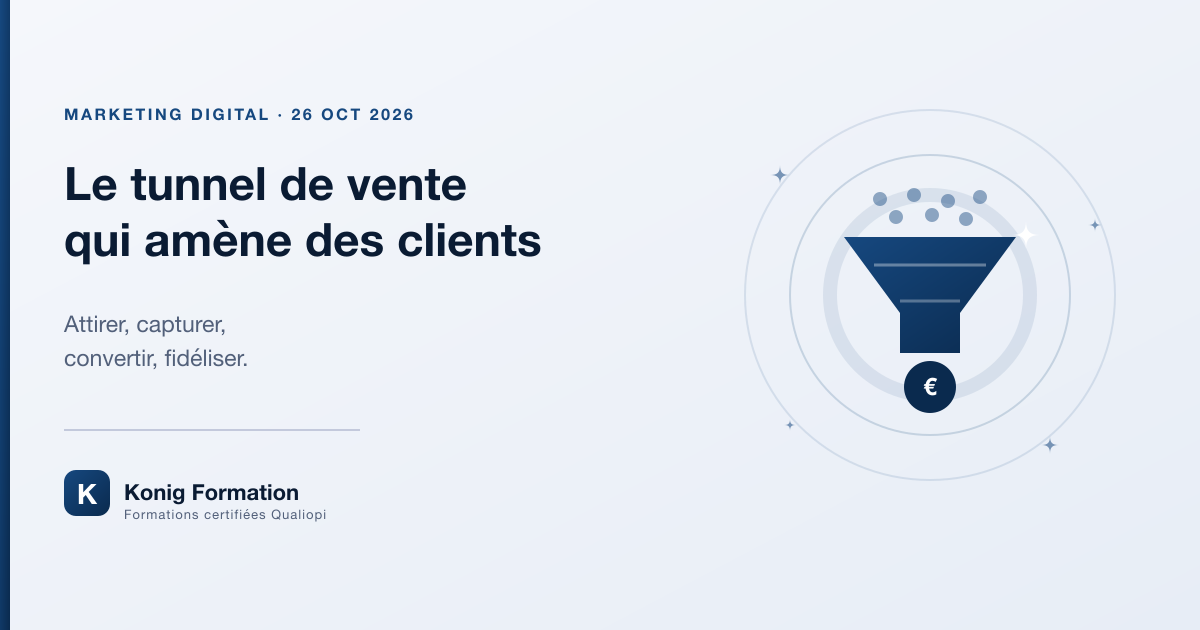 MARKETING DIGITAL · 26 OCT 2026
Le tunnel de vente
qui amène des clients
Attirer, capturer,
convertir, fidéliser.
€
K
Konig Formation
Formations certifiées Qualiopi